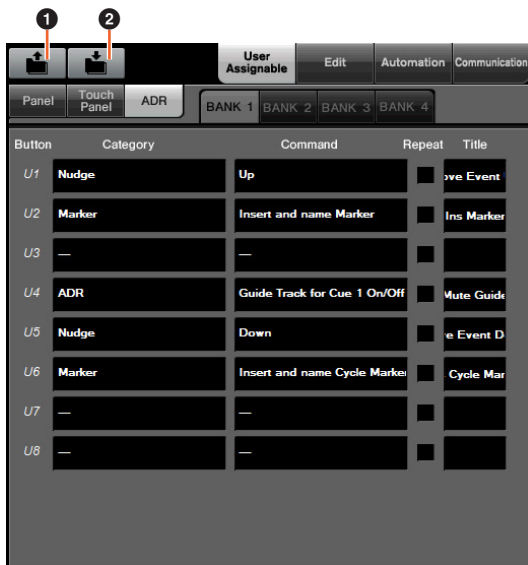 1 2
User Assignable Edit Automation Communication
Panel Touch Panel ADR BANK 1 BANK 2 BANK 3 BANK 4
Button Category Command Repeat Title
U1 Nudge Up ove Event
U2 Marker Insert and name Marker Ins Marker
U3 — —
U4 ADR Guide Track for Cue 1 On/Off Mute Guide
U5 Nudge Down e Event D
U6 Marker Insert and name Cycle Marker Cycle Mar
U7 — —
U8 — —